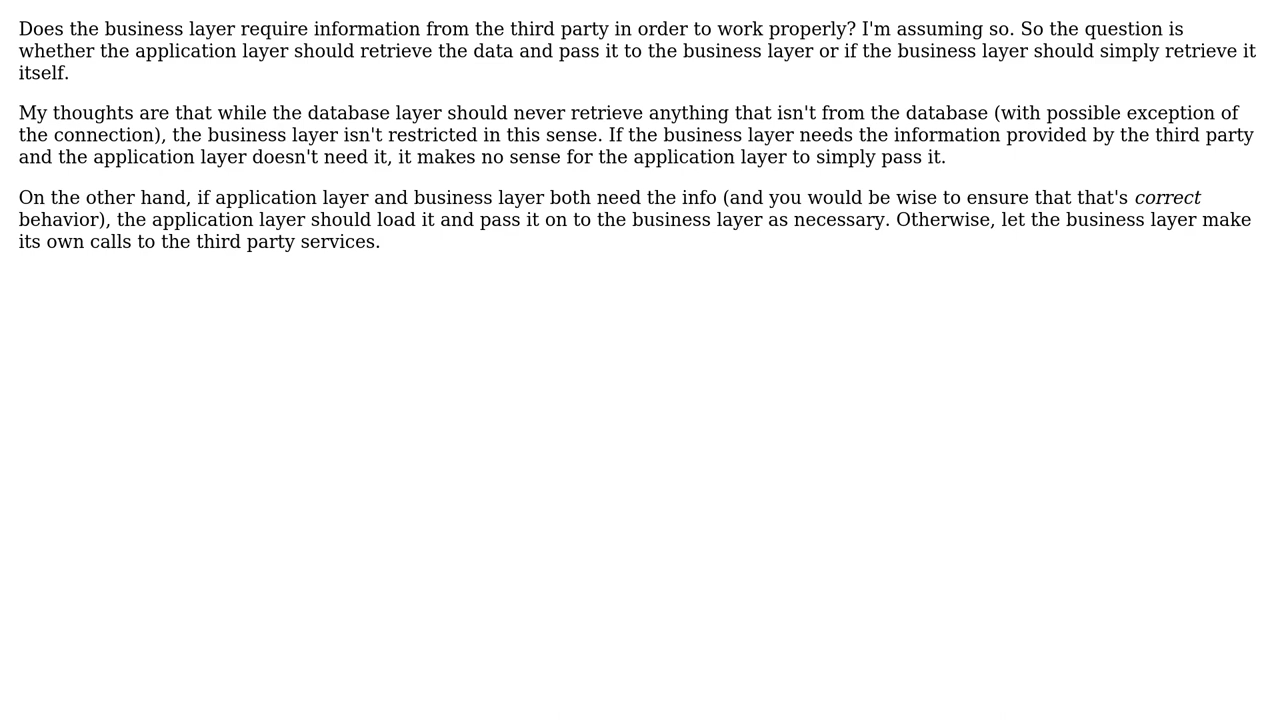 Does the business layer require information from the third party in order to work properly? I'm assuming so. So the question is
whether the application layer should retrieve the data and pass it to the business layer or if the business layer should simply retrieve it
itself.
My thoughts are that while the database layer should never retrieve anything that isn't from the database (with possible exception of
the connection), the business layer isn't restricted in this sense. If the business layer needs the information provided by the third party
and the application layer doesn't need it, it makes no sense for the application layer to simply pass it.
On the other hand, if application layer and business layer both need the info (and you would be wise to ensure that that's correct
behavior), the application layer should load it and pass it on to the business layer as necessary. Otherwise, let the business layer make
its own calls to the third party services.